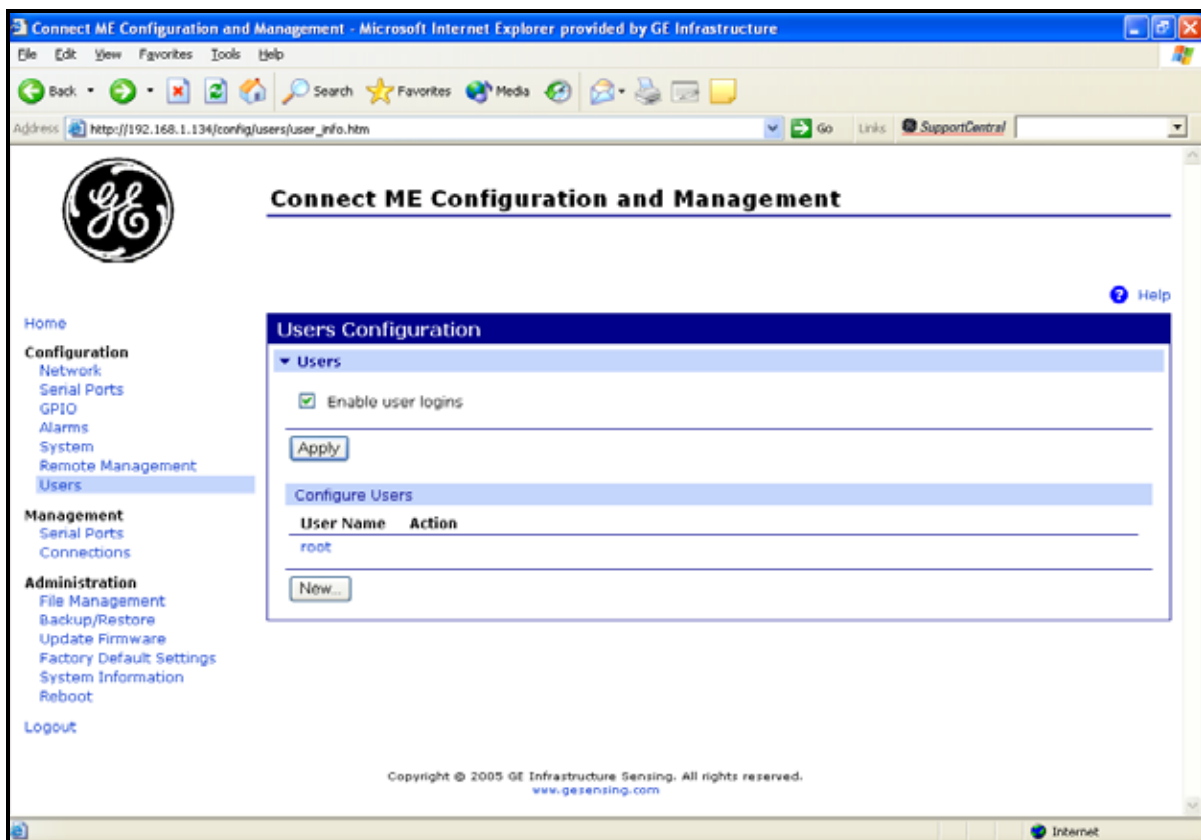 Connect ME Configuration and Management - Microsoft Internet Explorer provided by GE Infrastructure
File Edit View Favorites Tools Help
Back Search Favorites Media
Address http://192.168.1.134/config/users/user_info.htm Go Links SupportCentral
GE
Connect ME Configuration and Management
Help
Home
Configuration
Network
Serial Ports
GPIO
Alarms
System
Remote Management
Users
Management
Serial Ports
Connections
Administration
File Management
Backup/Restore
Update Firmware
Factory Default Settings
System Information
Reboot
Logout
Users Configuration
Users
Enable user logins
Apply
Configure Users
User Name Action
root
New...
Copyright © 2005 GE Infrastructure Sensing. All rights reserved.
www.gesensing.com
Internet